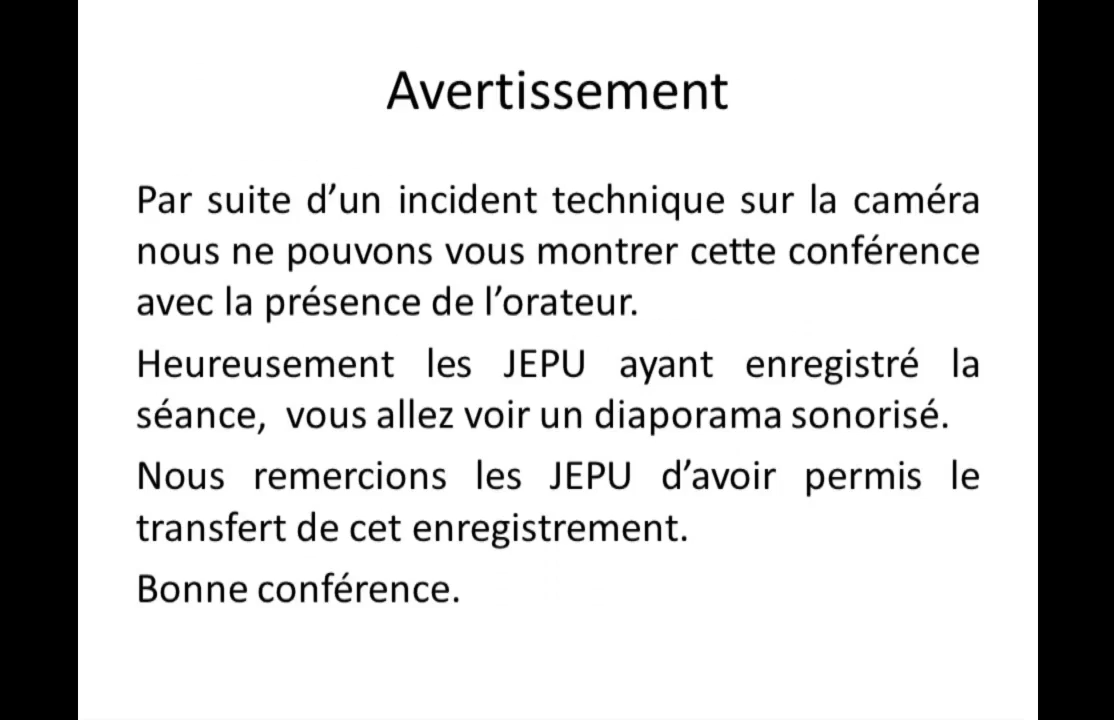 Avertissement
Par suite d’un incident technique sur la caméra
nous ne pouvons vous montrer cette conférence
avec la présence de l’orateur.
Heureusement les JEPU ayant enregistré la
séance,  vous allez voir un diaporama sonorisé.
Nous remercions les JEPU d’avoir permis le
transfert de cet enregistrement.
Bonne conférence.